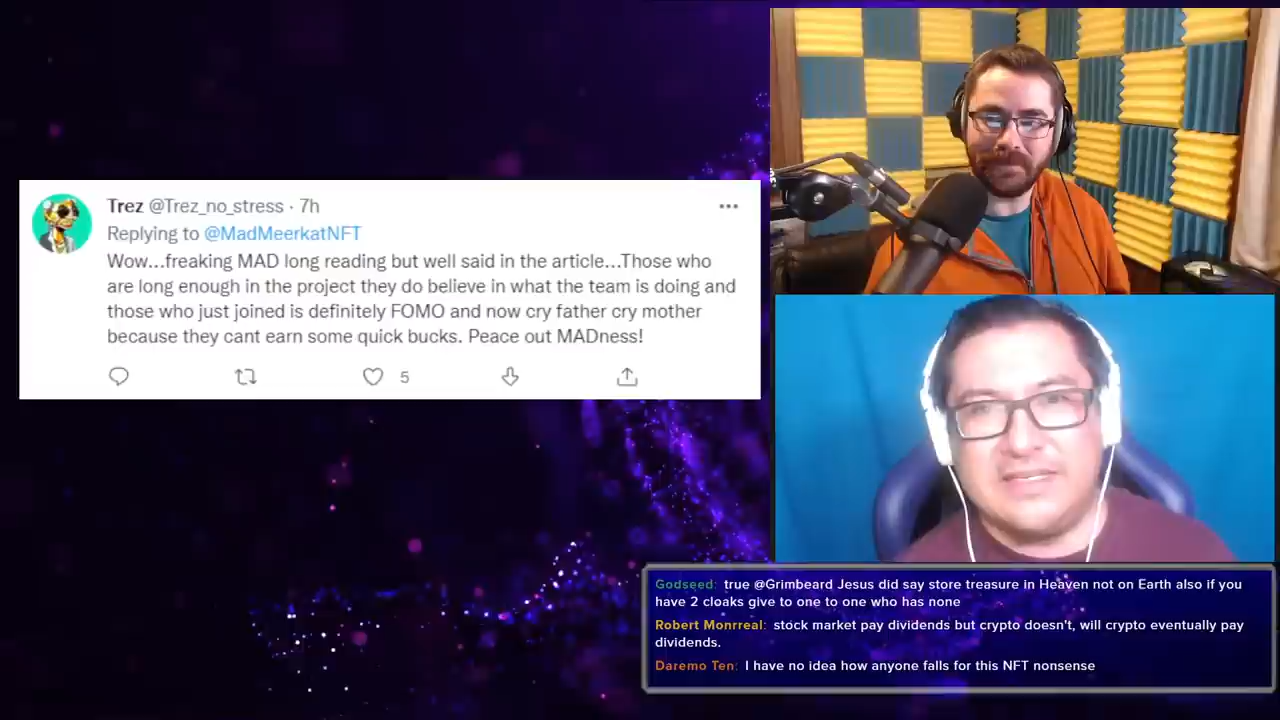 Trez @Trez_no_stress · 7h
Replying to @MadMeerkatNFT
Wow...freaking MAD long reading but well said in the article...Those who
are long enough in the project they do believe in what the team is doing and
those who just joined is definitely FOMO and now cry father cry mother
because they cant earn some quick bucks. Peace out MADness!
5
Godseed: true @Grimbeard Jesus did say store treasure in Heaven not on Earth also if you
have 2 cloaks give to one to one who has none
Robert Monrreal: stock market pay dividends but crypto doesn't, will crypto eventually pay
dividends.
Daremo Ten: I have no idea how anyone falls for this NFT nonsense